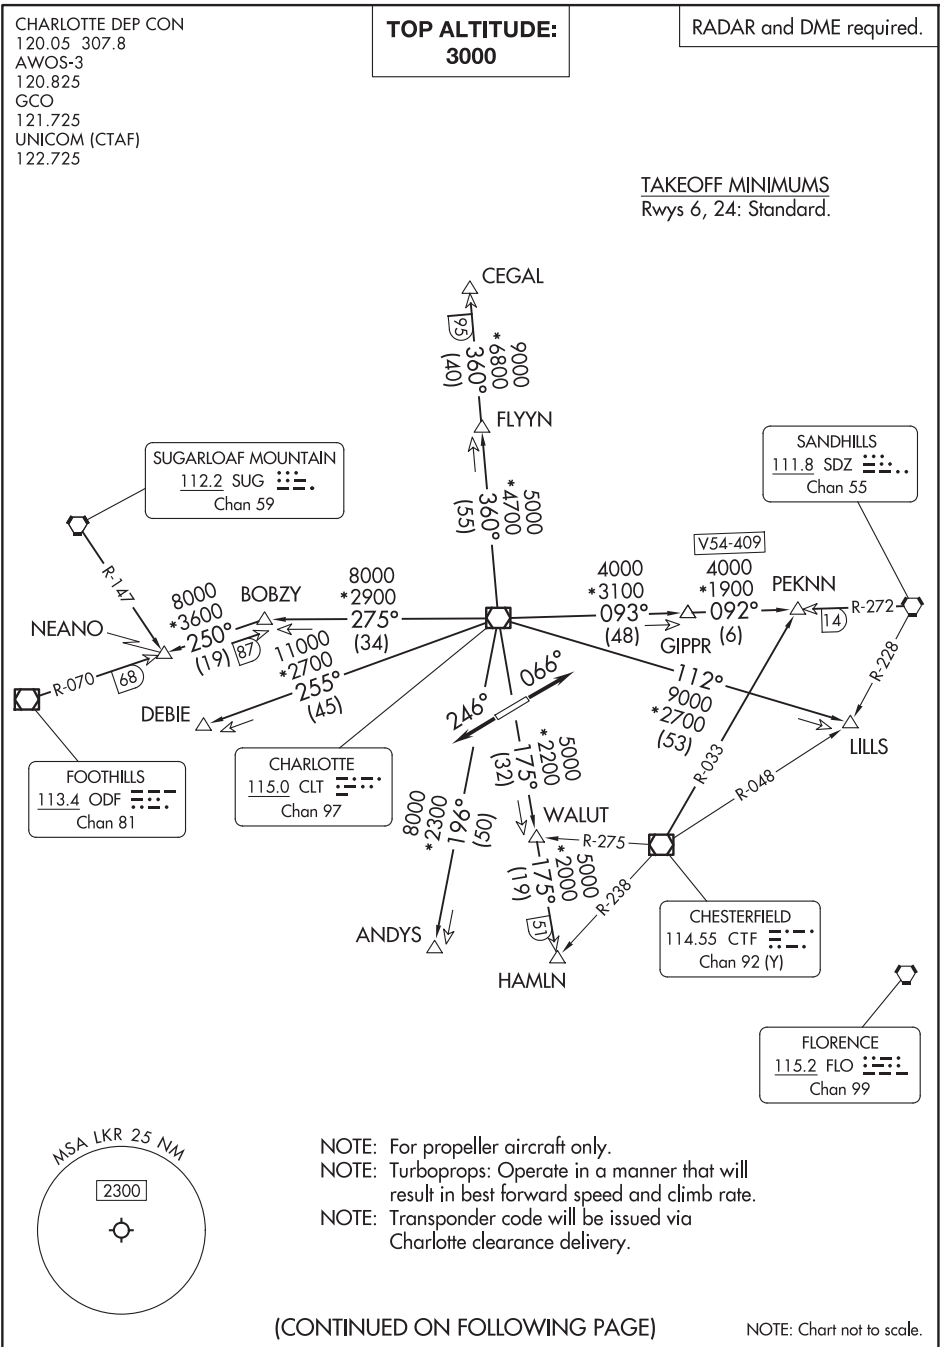 CHARLOTTE DEP CON
120.05 307.8
AWOS-3
120.825
GCO
121.725
UNICOM (CTAF)
122.725
TOP ALTITUDE:
3000
RADAR and DME required.
TAKEOFF MINIMUMS
Rwys 6, 24: Standard.
CEGAL
95
9000
*6800
360°
(40)
FLYYN
5000
*4700
360°
(55)
SUGARLOAF MOUNTAIN
112.2 SUG
Chan 59
SANDHILLS
111.8 SDZ
Chan 55
R-147
NEANO
8000
*3600
250°
(19)
87
BOBZY
8000
*2900
275°
(34)
4000
*3100
093°
(48)
GIPPR
V54-409
4000
*1900
092°
(6)
PEKNN
14
R-272
R-228
R-070
68
DEBIE
11000
*2700
255°
(45)
112°
9000
*2700
(53)
LILLS
246°
066°
FOOTHILLS
113.4 ODF
Chan 81
CHARLOTTE
115.0 CLT
Chan 97
5000
*2200
175°
(32)
WALUT
R-275
R-033
R-048
R-238
8000
*2300
196°
(50)
ANDYS
5000
*2000
175°
(19)
51
HAMLN
CHESTERFIELD
114.55 CTF
Chan 92 (Y)
FLORENCE
115.2 FLO
Chan 99
MSA LKR 25 NM
2300
NOTE: For propeller aircraft only.
NOTE: Turboprops: Operate in a manner that will
result in best forward speed and climb rate.
NOTE: Transponder code will be issued via
Charlotte clearance delivery.
(CONTINUED ON FOLLOWING PAGE)
NOTE: Chart not to scale.